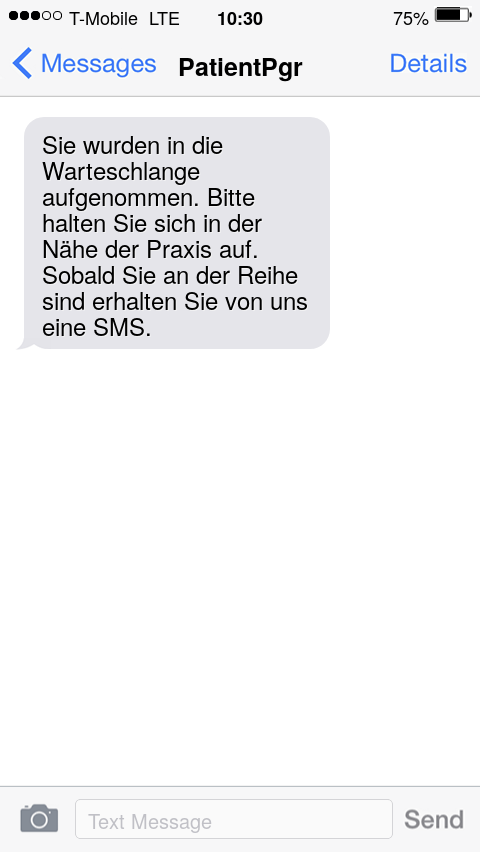 T-Mobile LTE 10:30 75%
Messages PatientPgr Details
Sie wurden in die
Warteschlange
aufgenommen. Bitte
halten Sie sich in der
Nähe der Praxis auf.
Sobald Sie an der Reihe
sind erhalten Sie von uns
eine SMS.
Text Message Send